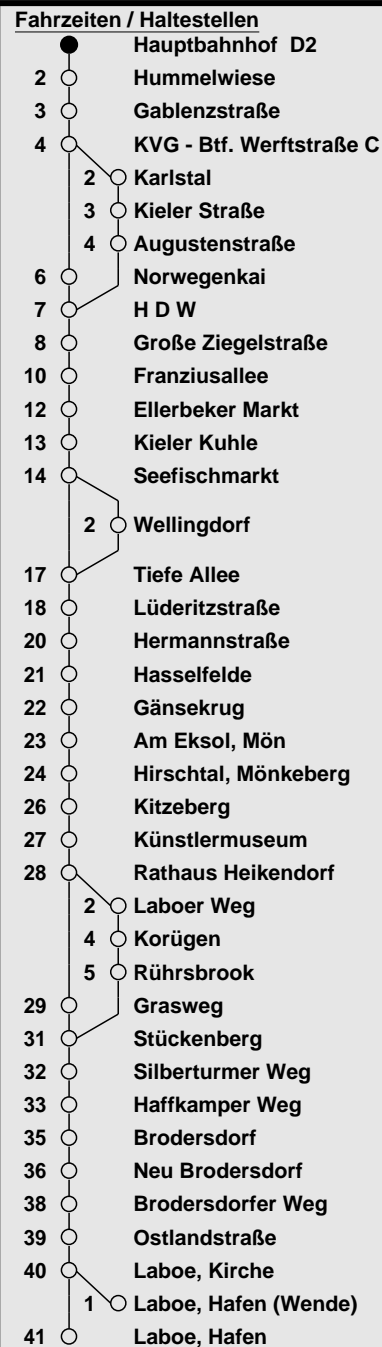 Fahrzeiten / Haltestellen
Hauptbahnhof D2
2 Hummelwiese
3 Gablenzstraße
4 KVG - Btf. Werftstraße C
2 Karlstal
3 Kieler Straße
4 Augustenstraße
6 Norwegenkai
7 H D W
8 Große Ziegelstraße
10 Franziusallee
12 Ellerbeker Markt
13 Kieler Kuhle
14 Seefischmarkt
2 Wellingdorf
17 Tiefe Allee
18 Lüderitzstraße
20 Hermannstraße
21 Hasselfelde
22 Gänsekrug
23 Am Eksol, Mön
24 Hirschtal, Mönkeberg
26 Kitzeberg
27 Künstlermuseum
28 Rathaus Heikendorf
2 Laboer Weg
4 Korügen
5 Rührsbrook
29 Grasweg
31 Stückenberg
32 Silberturmer Weg
33 Haffkamper Weg
35 Brodersdorf
36 Neu Brodersdorf
38 Brodersdorfer Weg
39 Ostlandstraße
40 Laboe, Kirche
1 Laboe, Hafen (Wende)
41 Laboe, Hafen